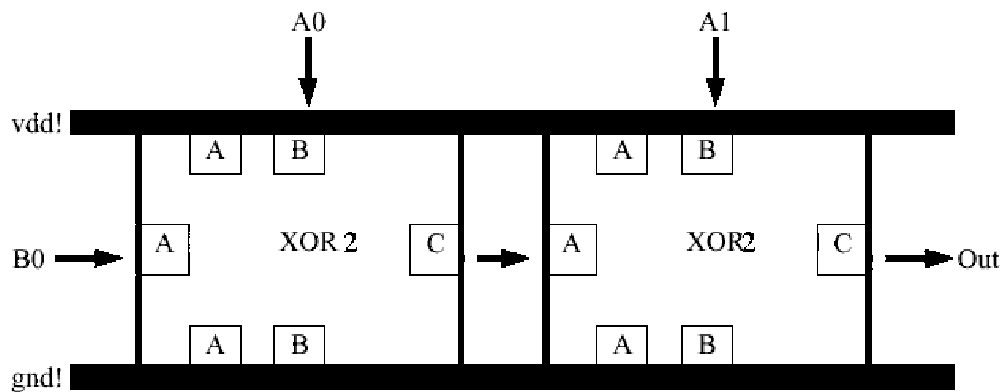 A0 A1
vdd!
A B A B
A XOR 2 C A XOR2 C
B0 Out
A B A B
gnd!